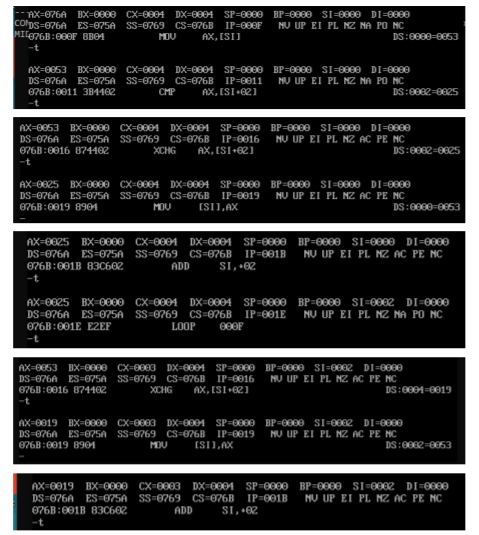 AX=076A BX=0000 CX=0004 DX=0004 SP=0000 BP=0000 SI=0000 DI=0000
DS=076A ES=075A SS=0769 CS=076B IP=000F NV UP EI PL NZ NA PO NC
076B:000F 8B04 MOV AX,[SI] DS:0000=0053
-t
AX=0053 BX=0000 CX=0004 DX=0004 SP=0000 BP=0000 SI=0000 DI=0000
DS=076A ES=075A SS=0769 CS=076B IP=0011 NV UP EI PL NZ NA PO NC
076B:0011 3B4402 CMP AX,[SI+02] DS:0002=0025
-t
AX=0053 BX=0000 CX=0004 DX=0004 SP=0000 BP=0000 SI=0000 DI=0000
DS=076A ES=075A SS=0769 CS=076B IP=0016 NV UP EI PL NZ AC PE NC
076B:0016 874402 XCHG AX,[SI+02] DS:0002=0025
-t
AX=0025 BX=0000 CX=0004 DX=0004 SP=0000 BP=0000 SI=0000 DI=0000
DS=076A ES=075A SS=0769 CS=076B IP=0019 NV UP EI PL NZ AC PE NC
076B:0019 8904 MOV [SI],AX DS:0000=0053
-
AX=0025 BX=0000 CX=0004 DX=0004 SP=0000 BP=0000 SI=0000 DI=0000
DS=076A ES=075A SS=0769 CS=076B IP=001B NV UP EI PL NZ AC PE NC
076B:001B 83C602 ADD SI,+02
-t
AX=0025 BX=0000 CX=0004 DX=0004 SP=0000 BP=0000 SI=0002 DI=0000
DS=076A ES=075A SS=0769 CS=076B IP=001E NV UP EI PL NZ NA PO NC
076B:001E E2EF LOOP 000F
-t
AX=0053 BX=0000 CX=0003 DX=0004 SP=0000 BP=0000 SI=0002 DI=0000
DS=076A ES=075A SS=0769 CS=076B IP=0016 NV UP EI PL NZ AC PE NC
076B:0016 874402 XCHG AX,[SI+02] DS:0004=0019
-t
AX=0019 BX=0000 CX=0003 DX=0004 SP=0000 BP=0000 SI=0002 DI=0000
DS=076A ES=075A SS=0769 CS=076B IP=0019 NV UP EI PL NZ AC PE NC
076B:0019 8904 MOV [SI],AX DS:0002=0053
-
AX=0019 BX=0000 CX=0003 DX=0004 SP=0000 BP=0000 SI=0002 DI=0000
DS=076A ES=075A SS=0769 CS=076B IP=001B NV UP EI PL NZ AC PE NC
076B:001B 83C602 ADD SI,+02
-t